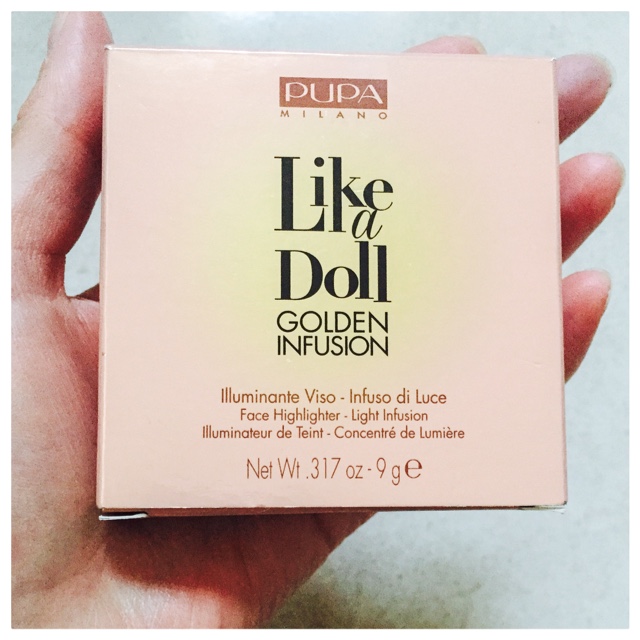 PUPA
MILANO
Like
a
Doll
GOLDEN
INFUSION
Illuminante Viso - Infuso di Luce
Face Highlighter - Light Infusion
Illuminateur de Teint - Concentré de Lumière
Net Wt .317 oz - 9 g ℮